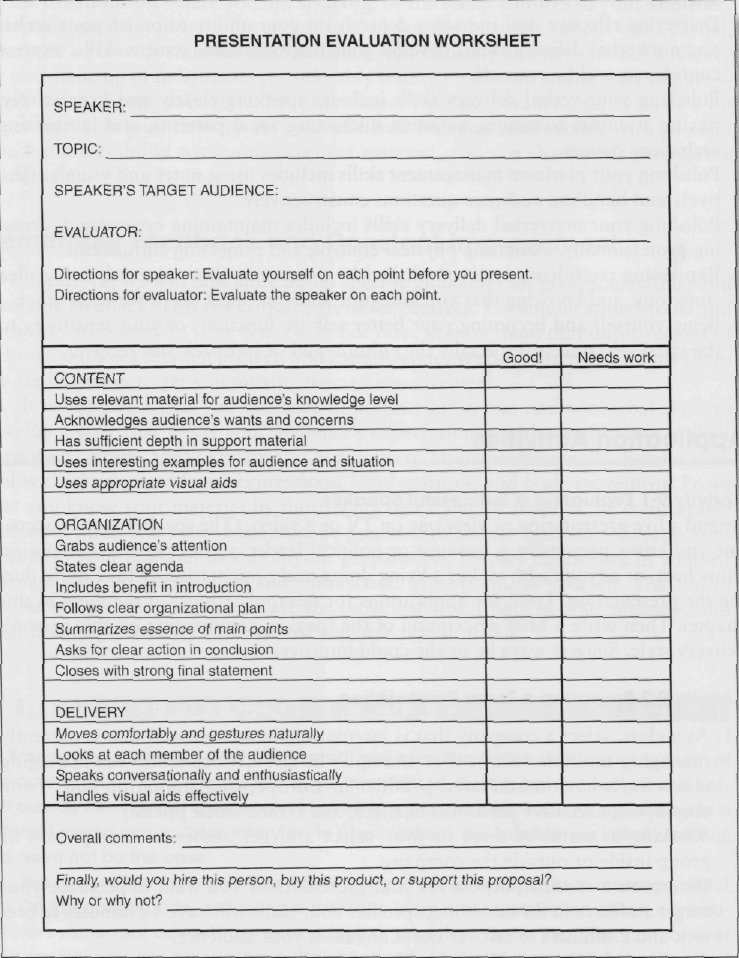 PRESENTATION EVALUATION WORKSHEET
SPEAKER:
TOPIC:
SPEAKER'S TARGET AUDIENCE:
EVALUATOR:
Directions for speaker: Evaluate yourself on each point before you present.
Directions for evaluator: Evaluate the speaker on each point.
Good! Needs work
CONTENT
Uses relevant material for audience's knowledge level
Acknowledges audience's wants and concerns
Has sufficient depth in support material
Uses interesting examples for audience and situation
Uses appropriate visual aids
ORGANIZATION
Grabs audience's attention
States clear agenda
Includes benefit in introduction
Follows clear organizational plan
Summarizes essence of main points
Asks for clear action in conclusion
Closes with strong final statement
DELIVERY
Moves comfortably and gestures naturally
Looks at each member of the audience
Speaks conversationally and enthusiastically
Handles visual aids effectively
Overall comments:
Finally, would you hire this person, buy this product, or support this proposal?
Why or why not?